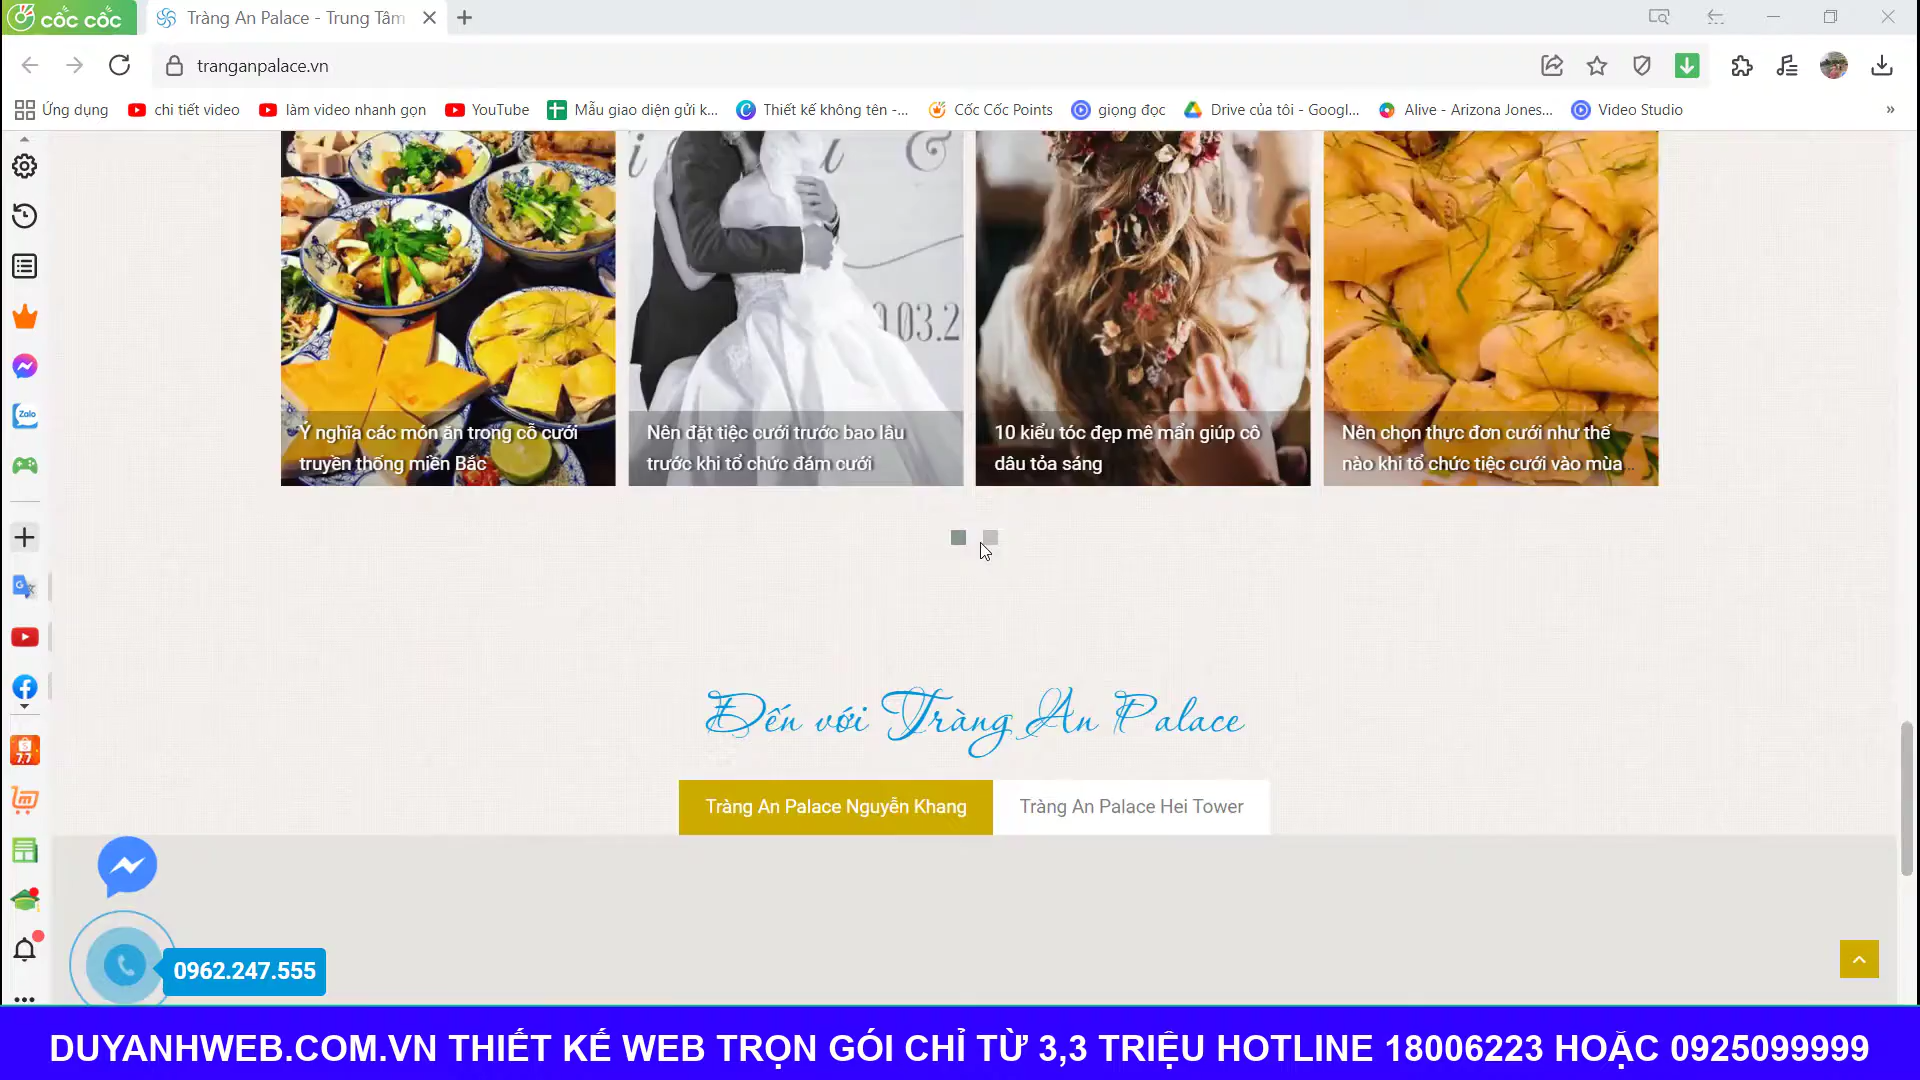 cốc cốc
Tràng An Palace - Trung Tâm
tranganpalace.vn
Ứng dụng
chi tiết video
làm video nhanh gọn
YouTube
Mẫu giao diện gửi k...
Thiết kế không tên -...
Cốc Cốc Points
giọng đọc
Drive của tôi - Googl...
Alive - Arizona Jones...
Video Studio
»
&
03.2
Ý nghĩa các món ăn trong cỗ cưới
truyền thống miền Bắc
Nên đặt tiệc cưới trước bao lâu
trước khi tổ chức đám cưới
10 kiểu tóc đẹp mê mẩn giúp cô
dâu tỏa sáng
Nên chọn thực đơn cưới như thế
nào khi tổ chức tiệc cưới vào mùa...
Zalo
7.7
Đến với Tràng An Palace
Tràng An Palace Nguyễn Khang
Tràng An Palace Hei Tower
0962.247.555
DUYANHWEB.COM.VN THIẾT KẾ WEB TRỌN GÓI CHỈ TỪ 3,3 TRIỆU HOTLINE 18006223 HOẶC 0925099999